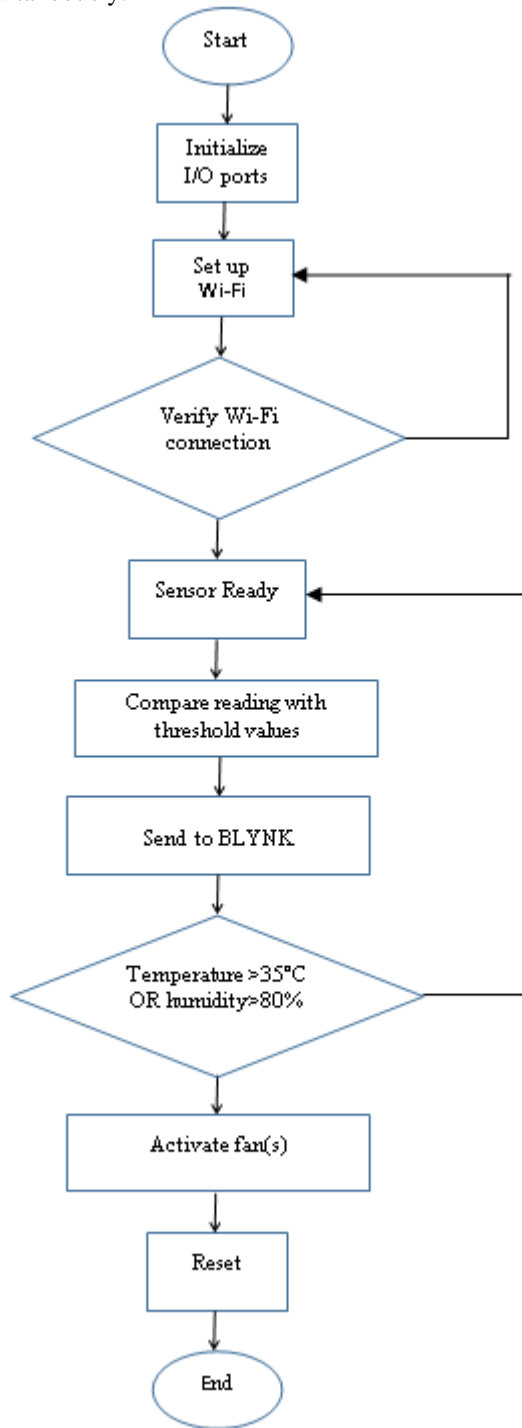 Start
Initialize
I/O ports
Set up
Wi-Fi
Verify Wi-Fi
connection
Sensor Ready
Compare reading with
threshold values
Send to BLYNK
Temperature >35°C
OR humidity>80%
Activate fan(s)
Reset
End